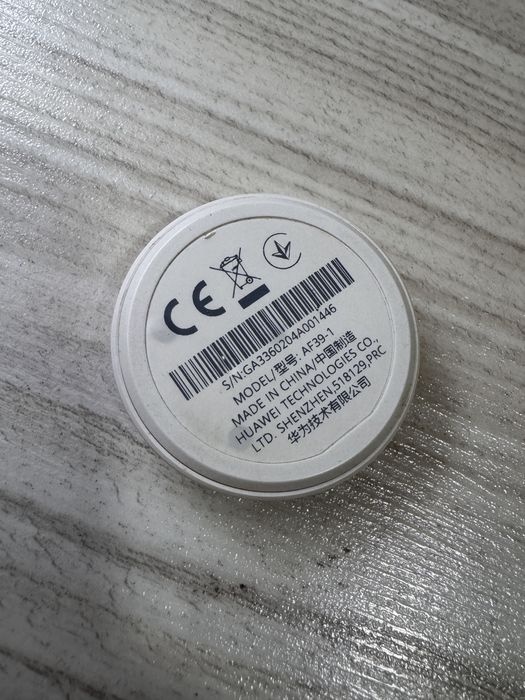 CE
S/N:GA3360204A001446
MODEL/型号: AF39-1
MADE IN CHINA/中国制造
HUAWEI TECHNOLOGIES CO.,
LTD. SHENZHEN,518129,PRC
华为技术有限公司